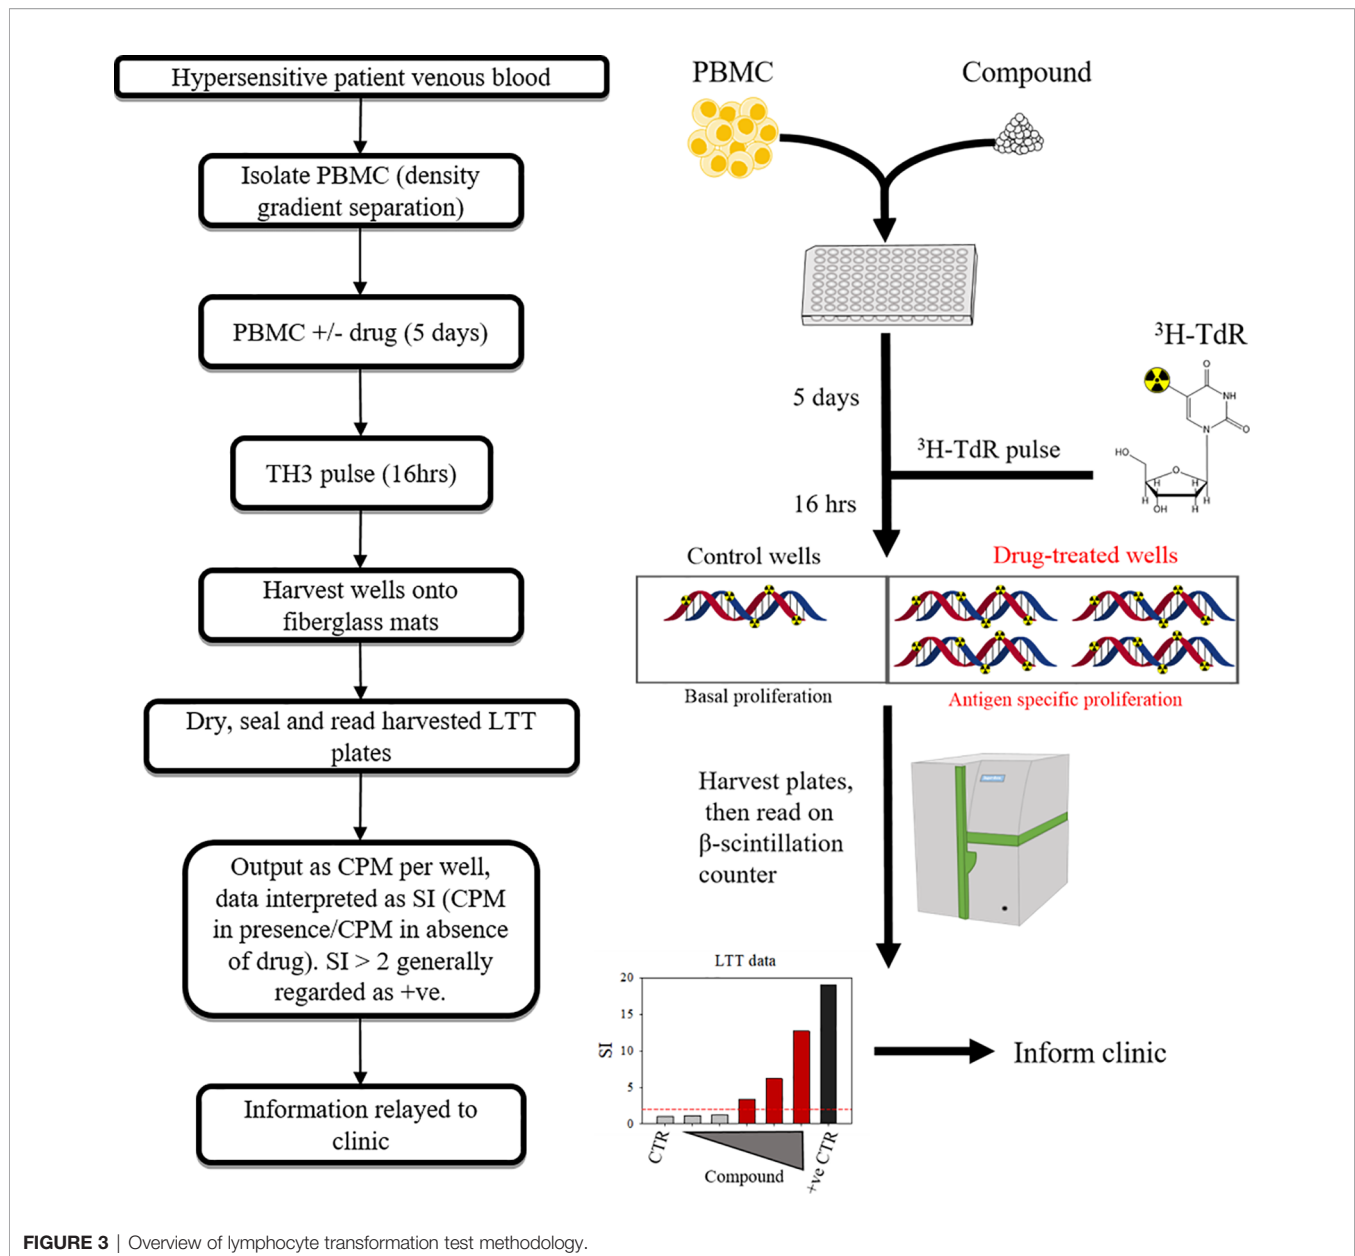 Hypersensitive patient venous blood
Isolate PBMC (density
gradient separation)
PBMC +/- drug (5 days)
TH3 pulse (16hrs)
Harvest wells onto
fiberglass mats
Dry, seal and read harvested LTT
plates
Output as CPM per well,
data interpreted as SI (CPM
in presence/CPM in absence
of drug). SI > 2 generally
regarded as +ve.
Information relayed to
clinic
PBMC
Compound
5 days
³H-TdR
³H-TdR pulse
O
NH
N
O
HO
O
H
H
H
H
OH
H
16 hrs
Control wells
Drug-treated wells
Basal proliferation
Antigen specific proliferation
Harvest plates,
then read on
β-scintillation
counter
LTT data
SI
20
15
10
5
0
CTR
Compound
+ve CTR
Inform clinic
FIGURE 3 | Overview of lymphocyte transformation test methodology.